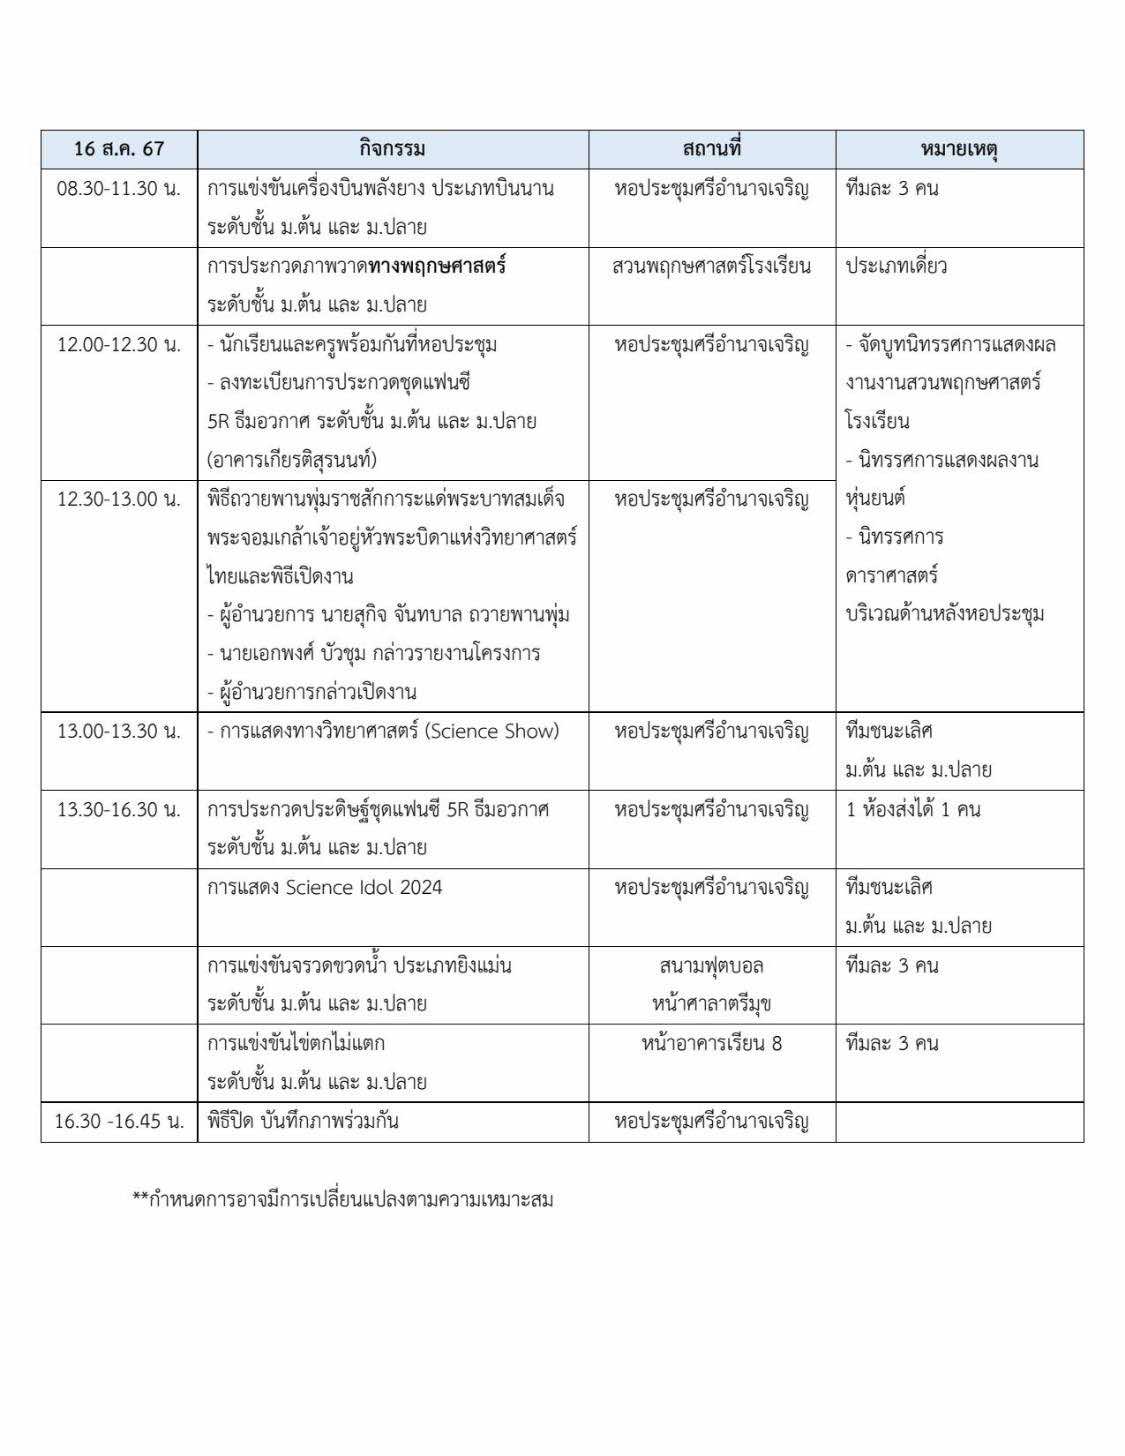 16 ส.ค. 67 กิจกรรม สถานที่ หมายเหตุ
08.30-11.30 น. การแข่งขันเครื่องบินพลังยาง ประเภทบินนาน หอประชุมศรีอำนาจเจริญ ทีมละ 3 คน
ระดับชั้น ม.ต้น และ ม.ปลาย
การประกวดภาพวาดทางพฤกษศาสตร์ สวนพฤกษศาสตร์โรงเรียน ประเภทเดี่ยว
ระดับชั้น ม.ต้น และ ม.ปลาย
12.00-12.30 น. - นักเรียนและครูพร้อมกันที่หอประชุม หอประชุมศรีอำนาจเจริญ - จัดบูทนิทรรศการแสดงผล
- ลงทะเบียนการประกวดชุดแฟนซี งานงานสวนพฤกษศาสตร์
5R ธีมอวกาศ ระดับชั้น ม.ต้น และ ม.ปลาย โรงเรียน
(อาคารเกียรติสุรนนท์) - นิทรรศการแสดงผลงาน
12.30-13.00 น. พิธีถวายพานพุ่มราชสักการะแด่พระบาทสมเด็จ หอประชุมศรีอำนาจเจริญ หุ่นยนต์
พระจอมเกล้าเจ้าอยู่หัวพระบิดาแห่งวิทยาศาสตร์ - นิทรรศการ
ไทยและพิธีเปิดงาน ดาราศาสตร์
- ผู้อำนวยการ นายสุกิจ จันทบาล ถวายพานพุ่ม บริเวณด้านหลังหอประชุม
- นายเอกพงศ์ บัวชุม กล่าวรายงานโครงการ
- ผู้อำนวยการกล่าวเปิดงาน
13.00-13.30 น. - การแสดงทางวิทยาศาสตร์ (Science Show) หอประชุมศรีอำนาจเจริญ ทีมชนะเลิศ
ม.ต้น และ ม.ปลาย
13.30-16.30 น. การประกวดประดิษฐ์ชุดแฟนซี 5R ธีมอวกาศ หอประชุมศรีอำนาจเจริญ 1 ห้องส่งได้ 1 คน
ระดับชั้น ม.ต้น และ ม.ปลาย
การแสดง Science Idol 2024 หอประชุมศรีอำนาจเจริญ ทีมชนะเลิศ
ม.ต้น และ ม.ปลาย
การแข่งขันจรวดขวดน้ำ ประเภทยิงแม่น สนามฟุตบอล ทีมละ 3 คน
ระดับชั้น ม.ต้น และ ม.ปลาย หน้าศาลาตรีมุข
การแข่งขันไข่ตกไม่แตก หน้าอาคารเรียน 8 ทีมละ 3 คน
ระดับชั้น ม.ต้น และ ม.ปลาย
16.30 -16.45 น. พิธีปิด บันทึกภาพร่วมกัน หอประชุมศรีอำนาจเจริญ
**กำหนดการอาจมีการเปลี่ยนแปลงตามความเหมาะสม